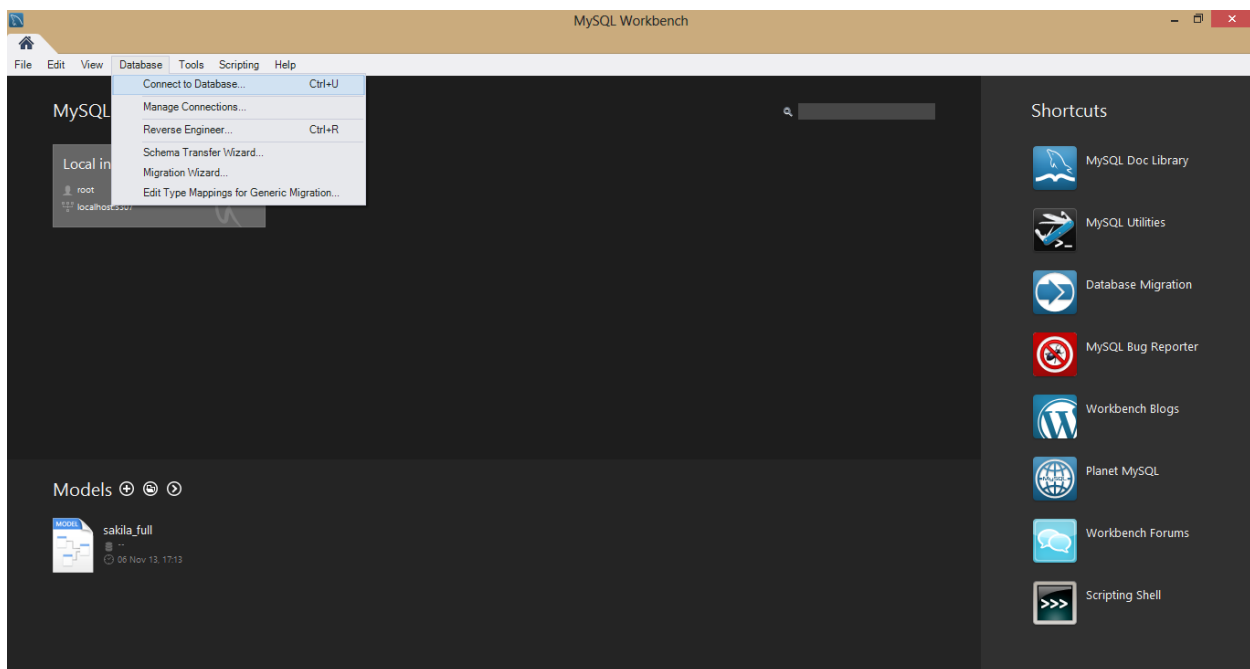 MySQL Workbench
File Edit View Database Tools Scripting Help
Connect to Database... Ctrl+U
Manage Connections...
Reverse Engineer... Ctrl+R
Schema Transfer Wizard...
Migration Wizard...
Edit Type Mappings for Generic Migration...
MySQL
Local in
root
localhost:3307
Shortcuts
MySQL Doc Library
MySQL Utilities
Database Migration
MySQL Bug Reporter
Workbench Blogs
Planet MySQL
Workbench Forums
Scripting Shell
Models
MODEL
sakila_full
--
06 Nov 13, 17:13